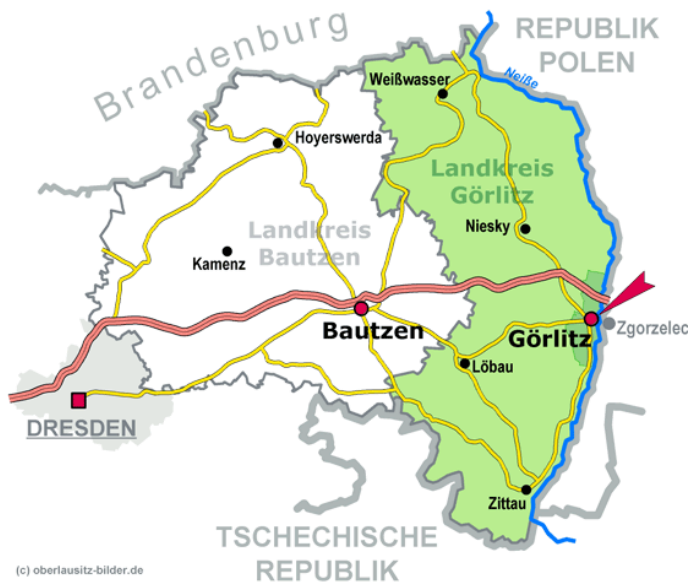 Brandenburg
REPUBLIK
POLEN
Neiße
Weißwasser
Hoyerswerda
Landkreis
Görlitz
Niesky
Landkreis
Bautzen
Kamenz
Bautzen
Görlitz
Zgorzelec
Löbau
DRESDEN
Zittau
TSCHECHISCHE
REPUBLIK
(c) oberlausitz-bilder.de